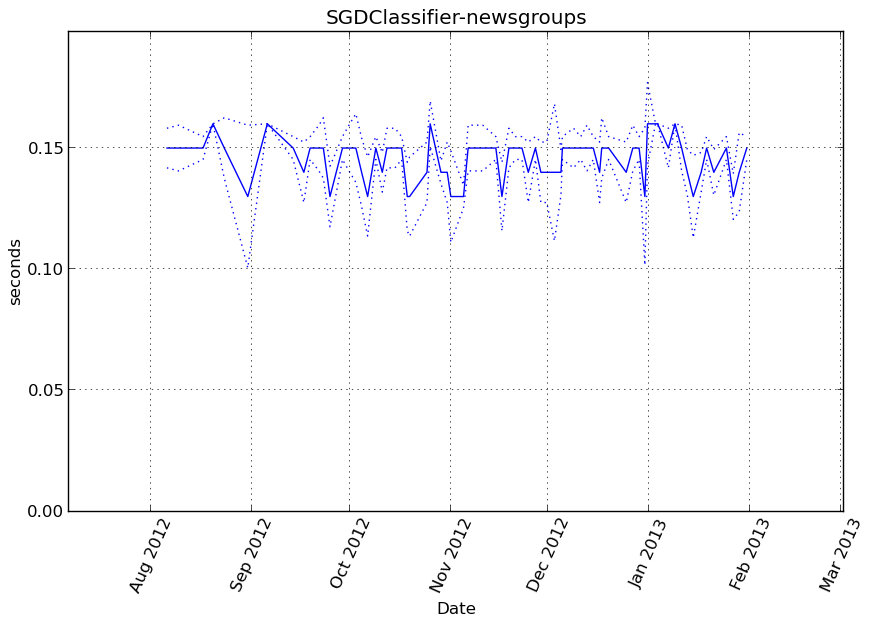 SGDClassifier-newsgroups
seconds
0.15
0.10
0.05
0.00
Aug 2012
Sep 2012
Oct 2012
Nov 2012
Dec 2012
Jan 2013
Feb 2013
Mar 2013
Date